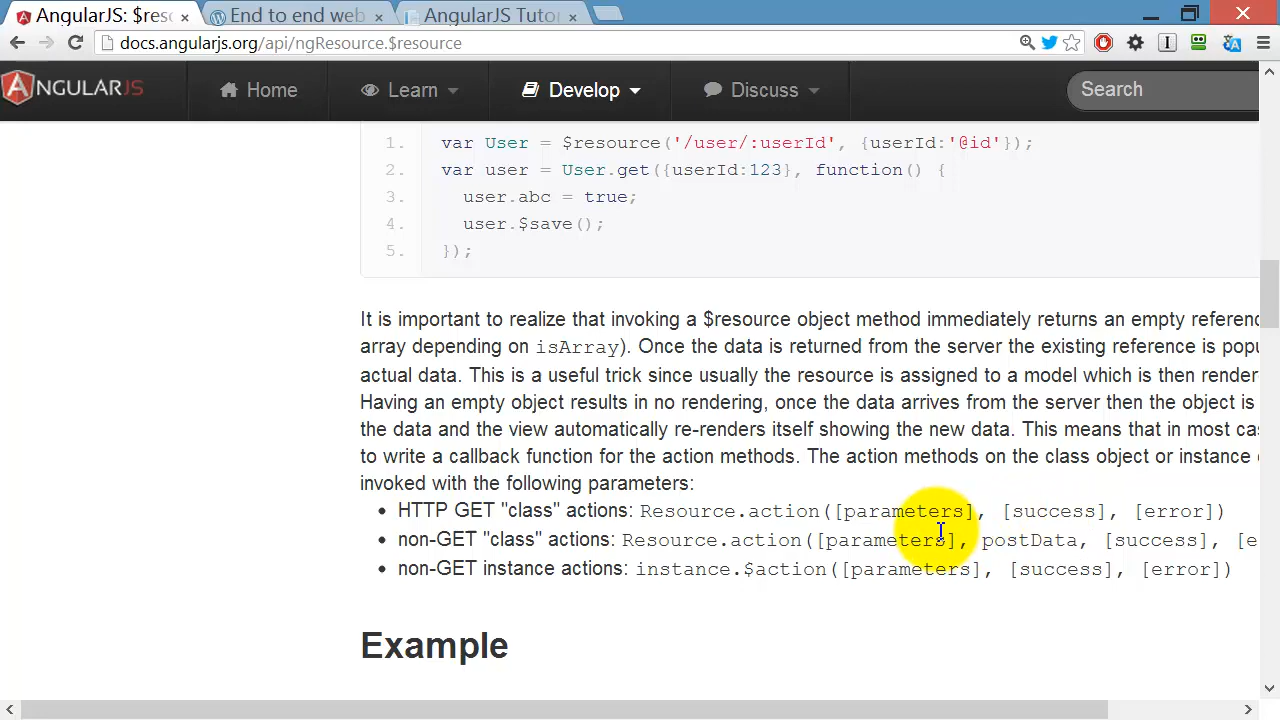 AngularJS: $res
End to end web
AngularJS Tutor
docs.angularjs.org/api/ngResource.$resource
ANGULARJS
Home
Learn
Develop
Discuss
Search
1. var User = $resource('/user/:userId', {userId:'@id'});
2. var user = User.get({userId:123}, function() {
3. user.abc = true;
4. user.$save();
5. });
It is important to realize that invoking a $resource object method immediately returns an empty referenc
array depending on isArray). Once the data is returned from the server the existing reference is popu
actual data. This is a useful trick since usually the resource is assigned to a model which is then render
Having an empty object results in no rendering, once the data arrives from the server then the object is
the data and the view automatically re-renders itself showing the new data. This means that in most cas
to write a callback function for the action methods. The action methods on the class object or instance
invoked with the following parameters:
• HTTP GET "class" actions: Resource.action([parameters], [success], [error])
• non-GET "class" actions: Resource.action([parameters], postData, [success], [e
• non-GET instance actions: instance.$action([parameters], [success], [error])
Example